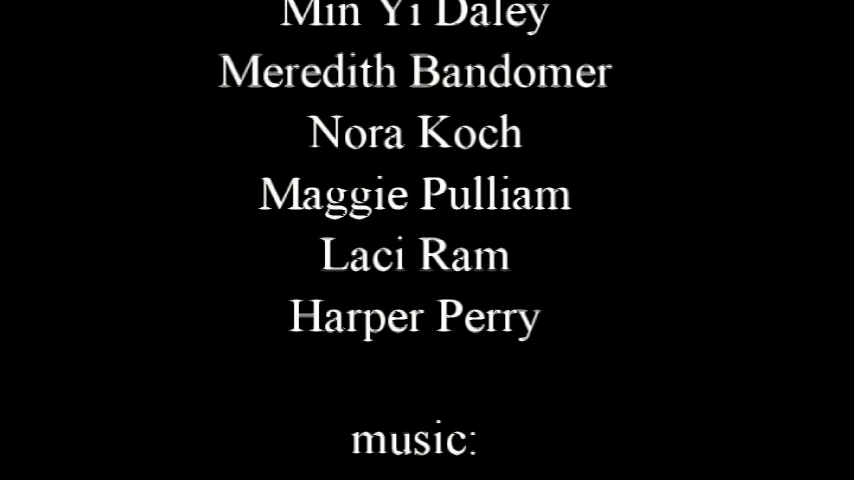 Min Yi Daley
Meredith Bandomer
Nora Koch
Maggie Pulliam
Laci Ram
Harper Perry
music: